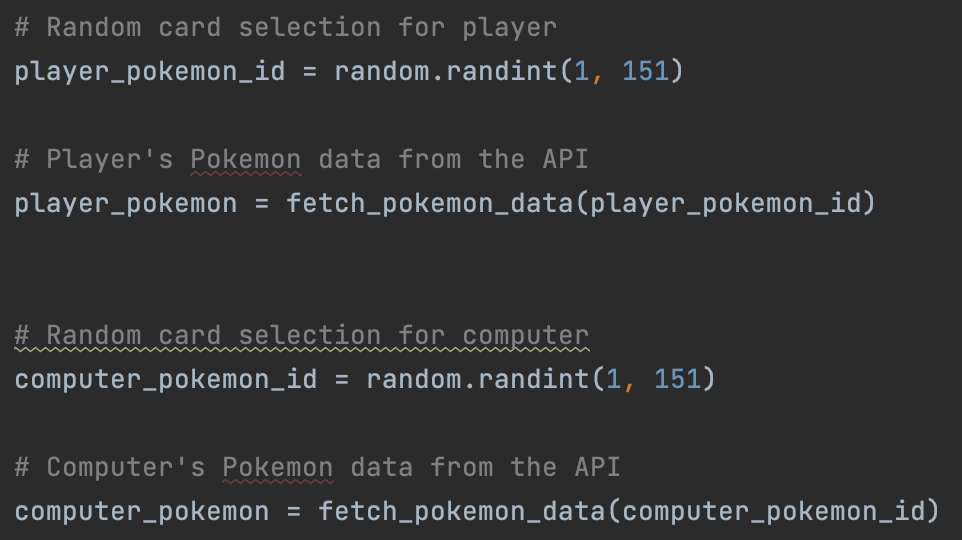 # Random card selection for player
player_pokemon_id = random.randint(1, 151)
# Player's Pokemon data from the API
player_pokemon = fetch_pokemon_data(player_pokemon_id)
# Random card selection for computer
computer_pokemon_id = random.randint(1, 151)
# Computer's Pokemon data from the API
computer_pokemon = fetch_pokemon_data(computer_pokemon_id)